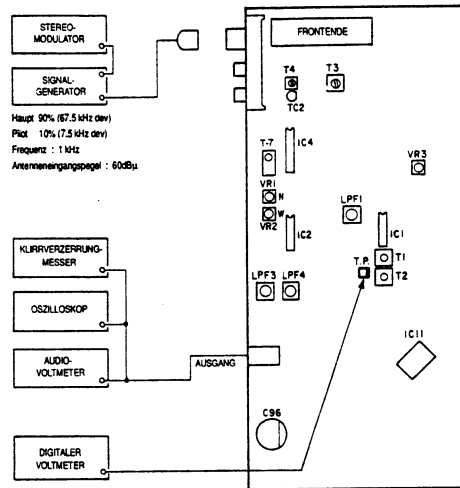 STEREO-
MODULATOR
SIGNAL-
GENERATOR
Haupt 90% (67.5 kHz dev)
Pilot 10% (7.5 kHz dev)
Frequenz : 1 kHz
Antenneneingangspegel : 60dBμ
FRONTENDE
T4
T3
TC2
T-7
IC4
VR3
VR1
N
W
VR2
IC2
LPF1
IC1
T.P.
T1
T2
LPF3
LPF4
KLIRRVERZERRUNG-
MESSER
OSZILLOSKOP
AUDIO-
VOLTMETER
AUSGANG
IC11
C96
DIGITALER
VOLTMETER